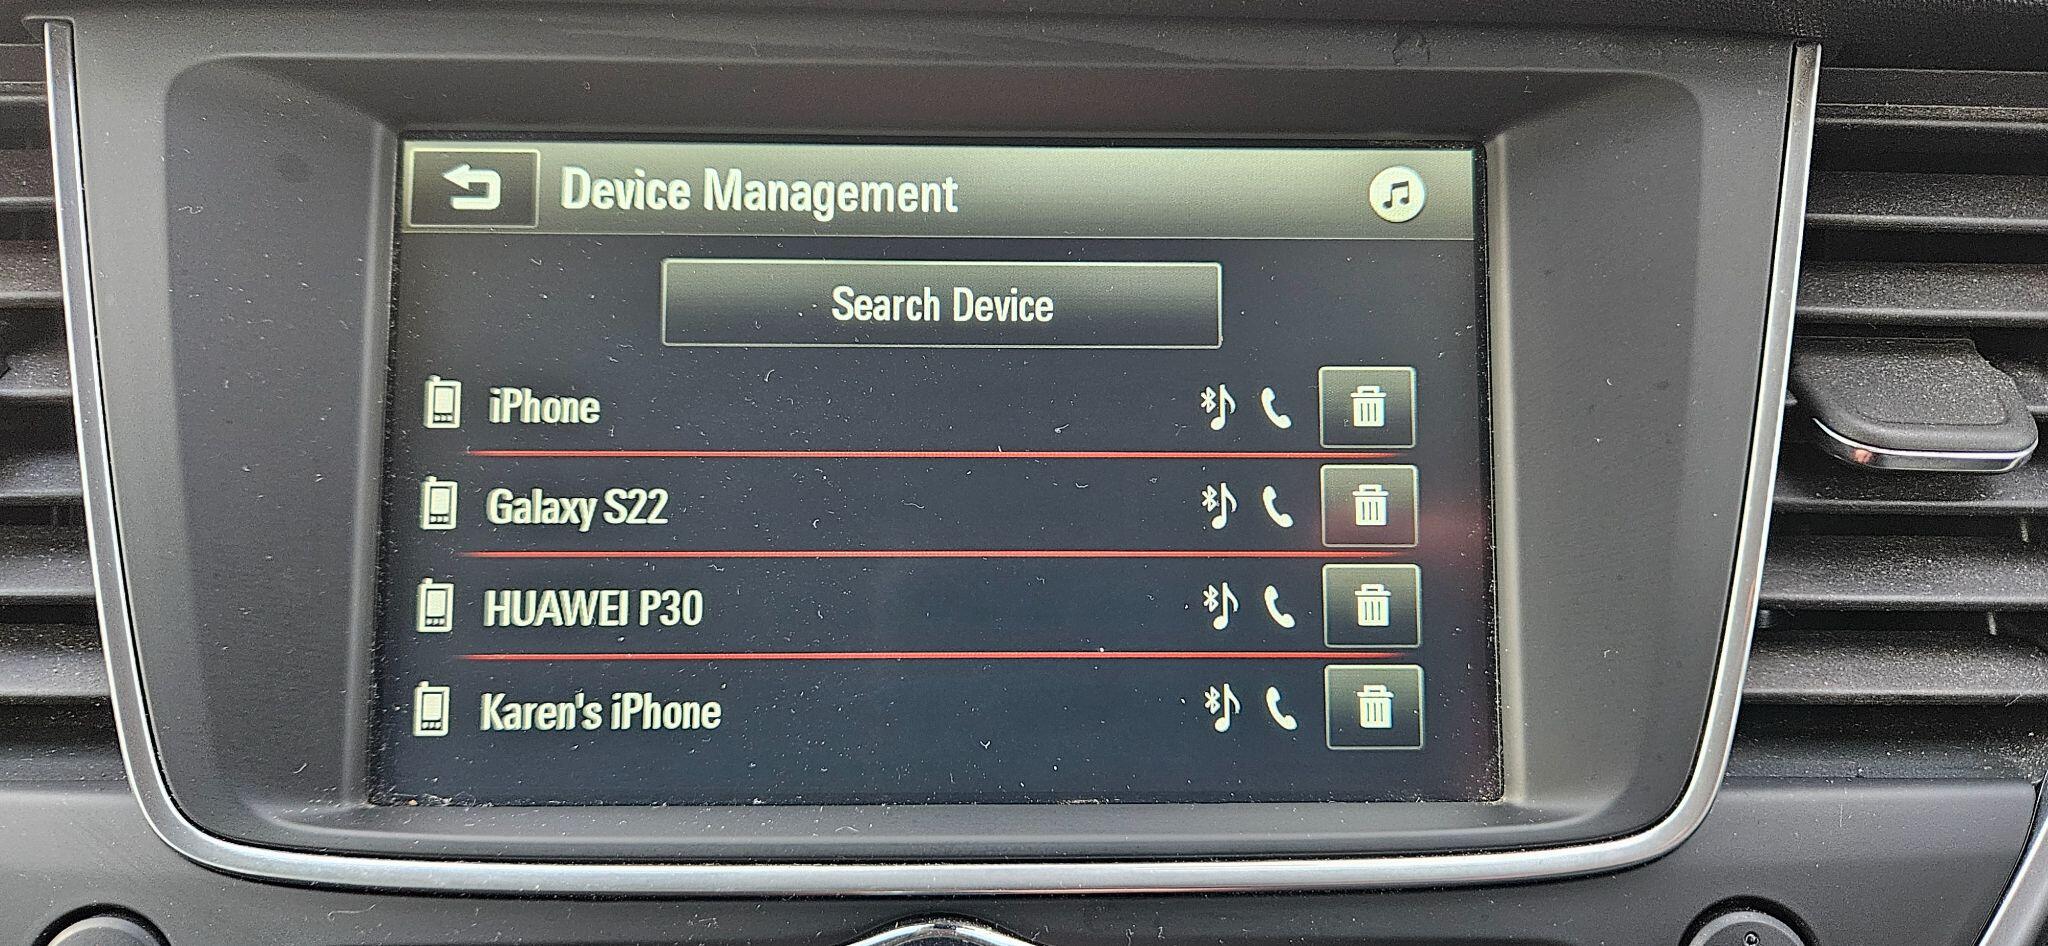 Device Management
Search Device
iPhone
Galaxy S22
HUAWEI P30
Karen's iPhone